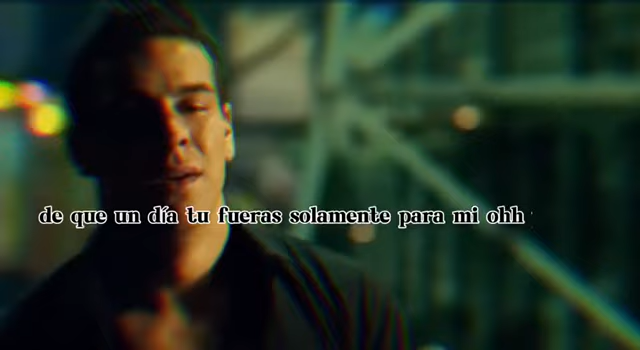 de que un día tu fueras solamente para mi ohh